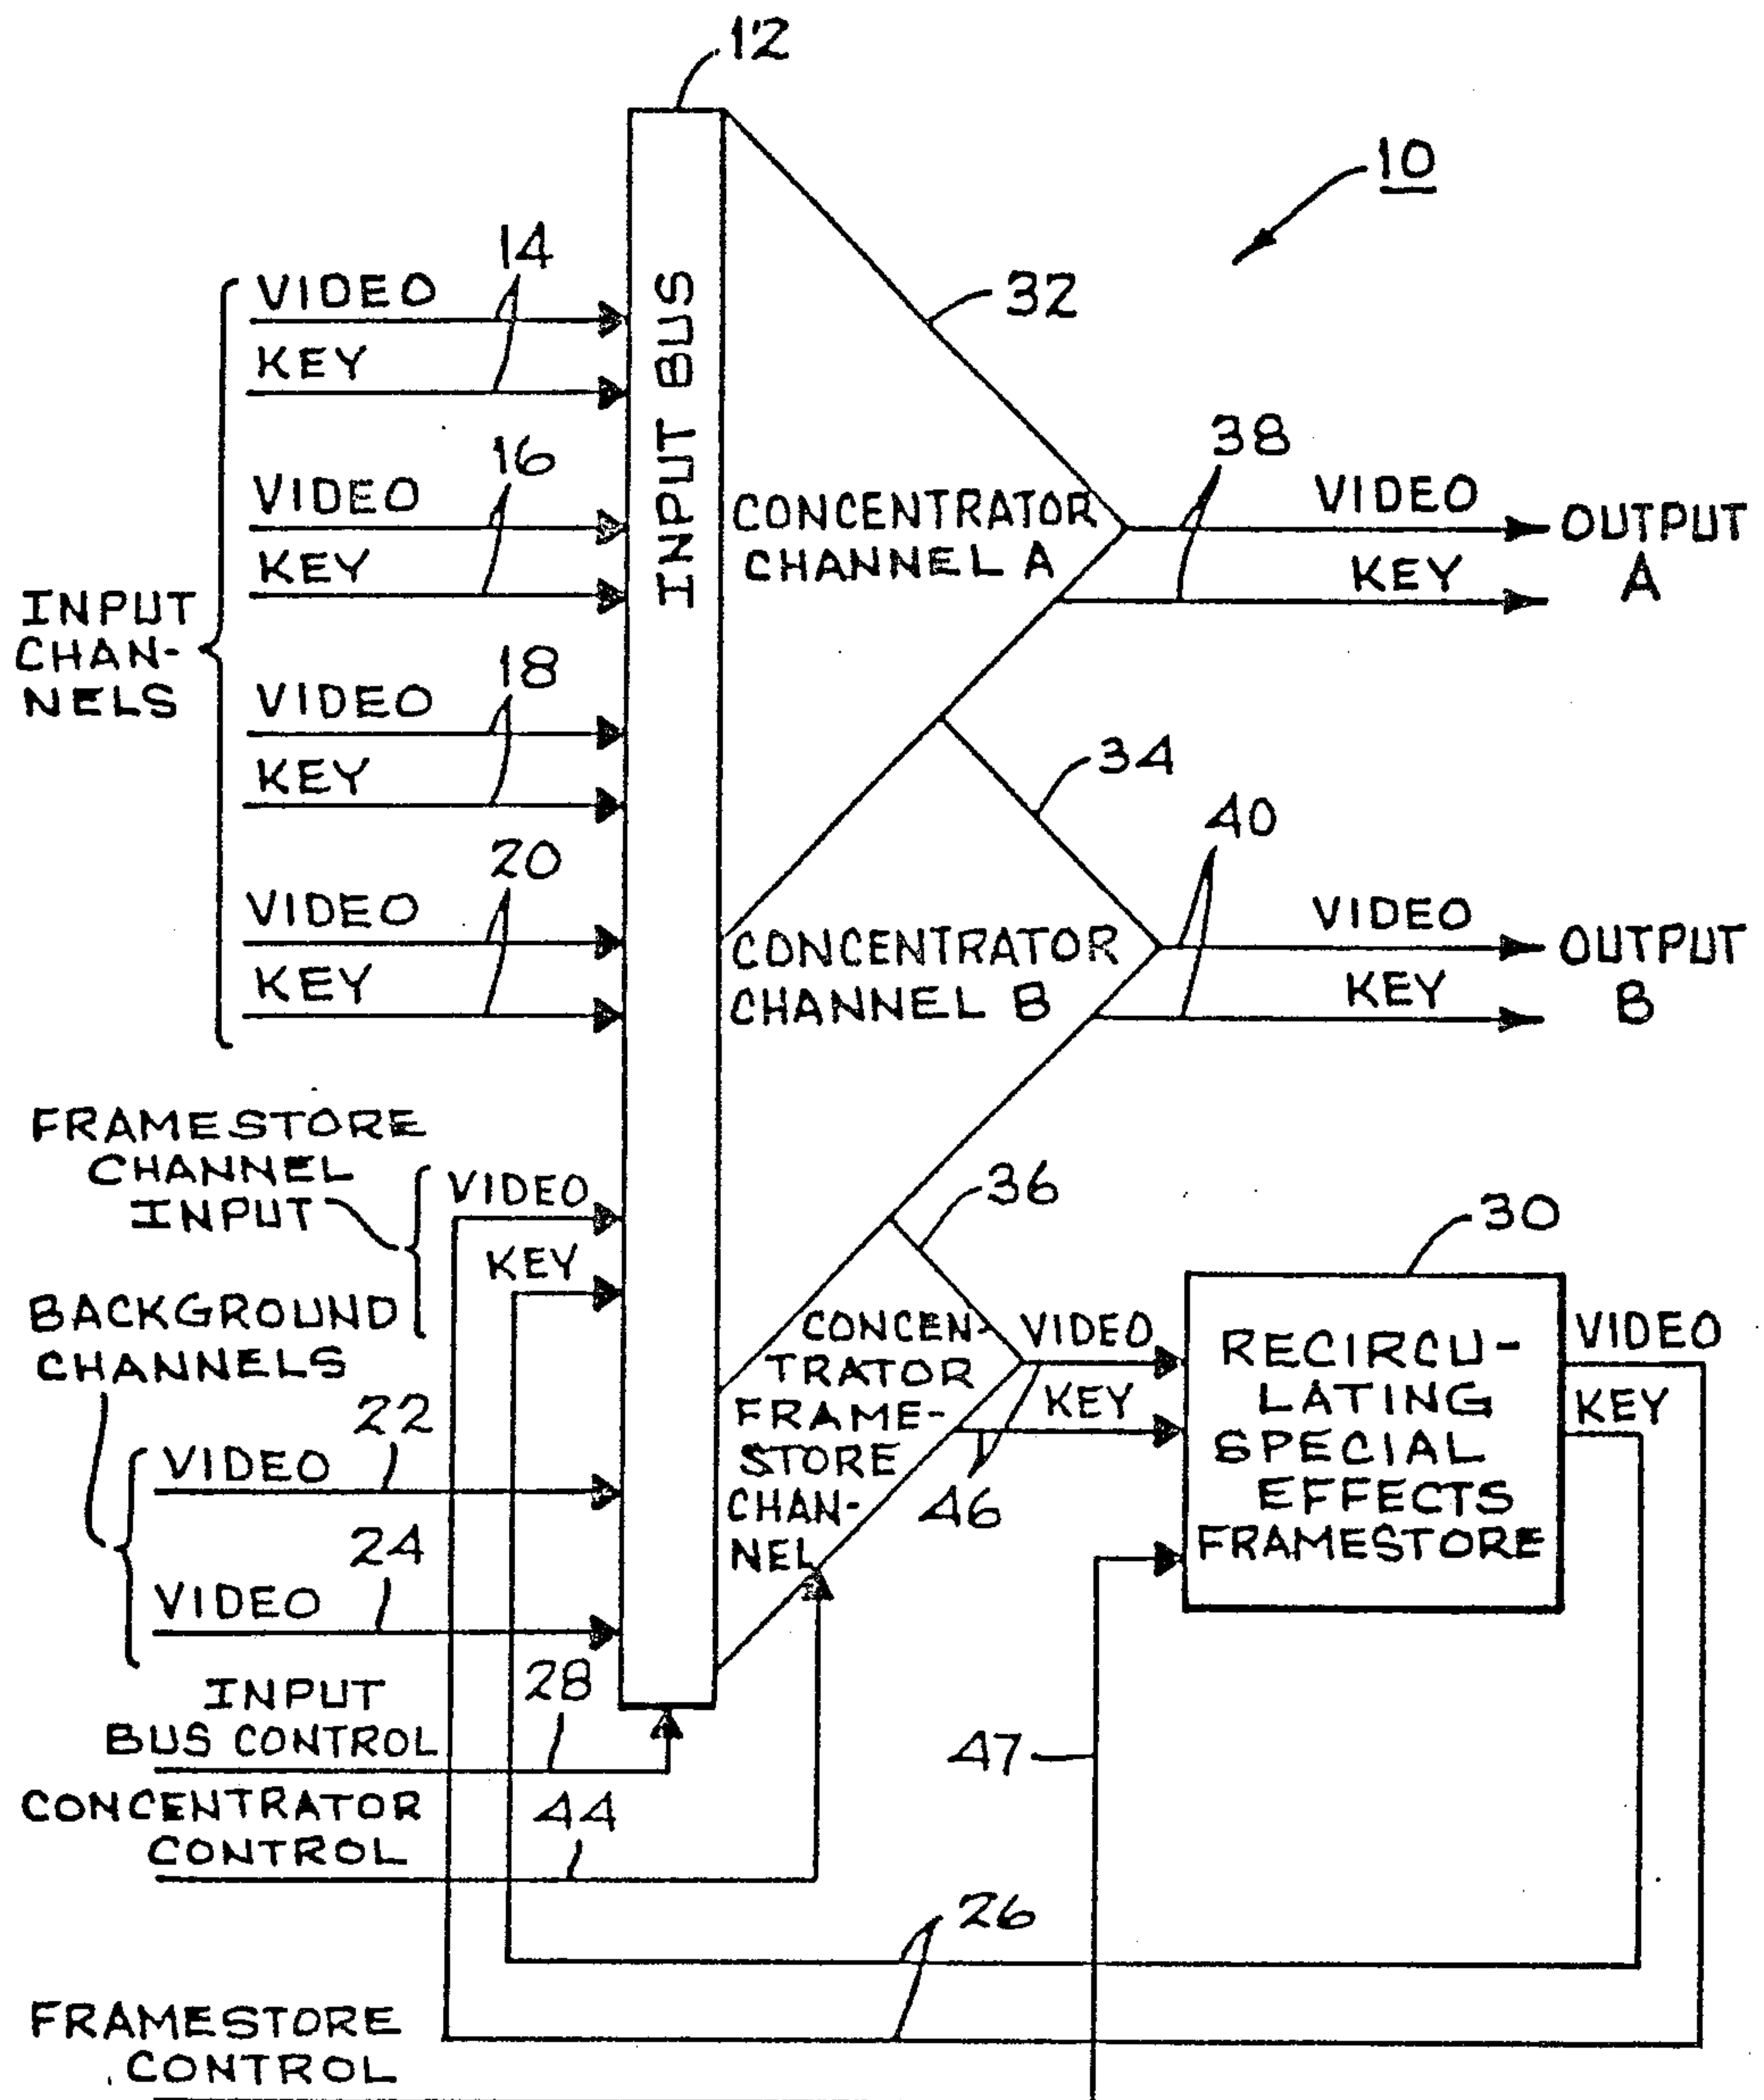 12
10
14
VIDEO
KEY
32
INPUT BUS
16
VIDEO
KEY
38
CONCENTRATOR
CHANNEL A
VIDEO
KEY
OUTPUT
A
INPUT
CHAN-
NELS
18
VIDEO
KEY
34
20
VIDEO
KEY
40
CONCENTRATOR
CHANNEL B
VIDEO
KEY
OUTPUT
B
FRAMESTORE
CHANNEL
INPUT
VIDEO
KEY
36
30
BACKGROUND
CHANNELS
CONCEN-
TRATOR
FRAME-
STORE
CHAN-
NEL
VIDEO
KEY
46
RECIRCU-
LATING
SPECIAL
EFFECTS
FRAMESTORE
VIDEO
KEY
22
VIDEO
24
VIDEO
INPUT
BUS CONTROL
28
47
CONCENTRATOR
CONTROL
44
26
FRAMESTORE
CONTROL